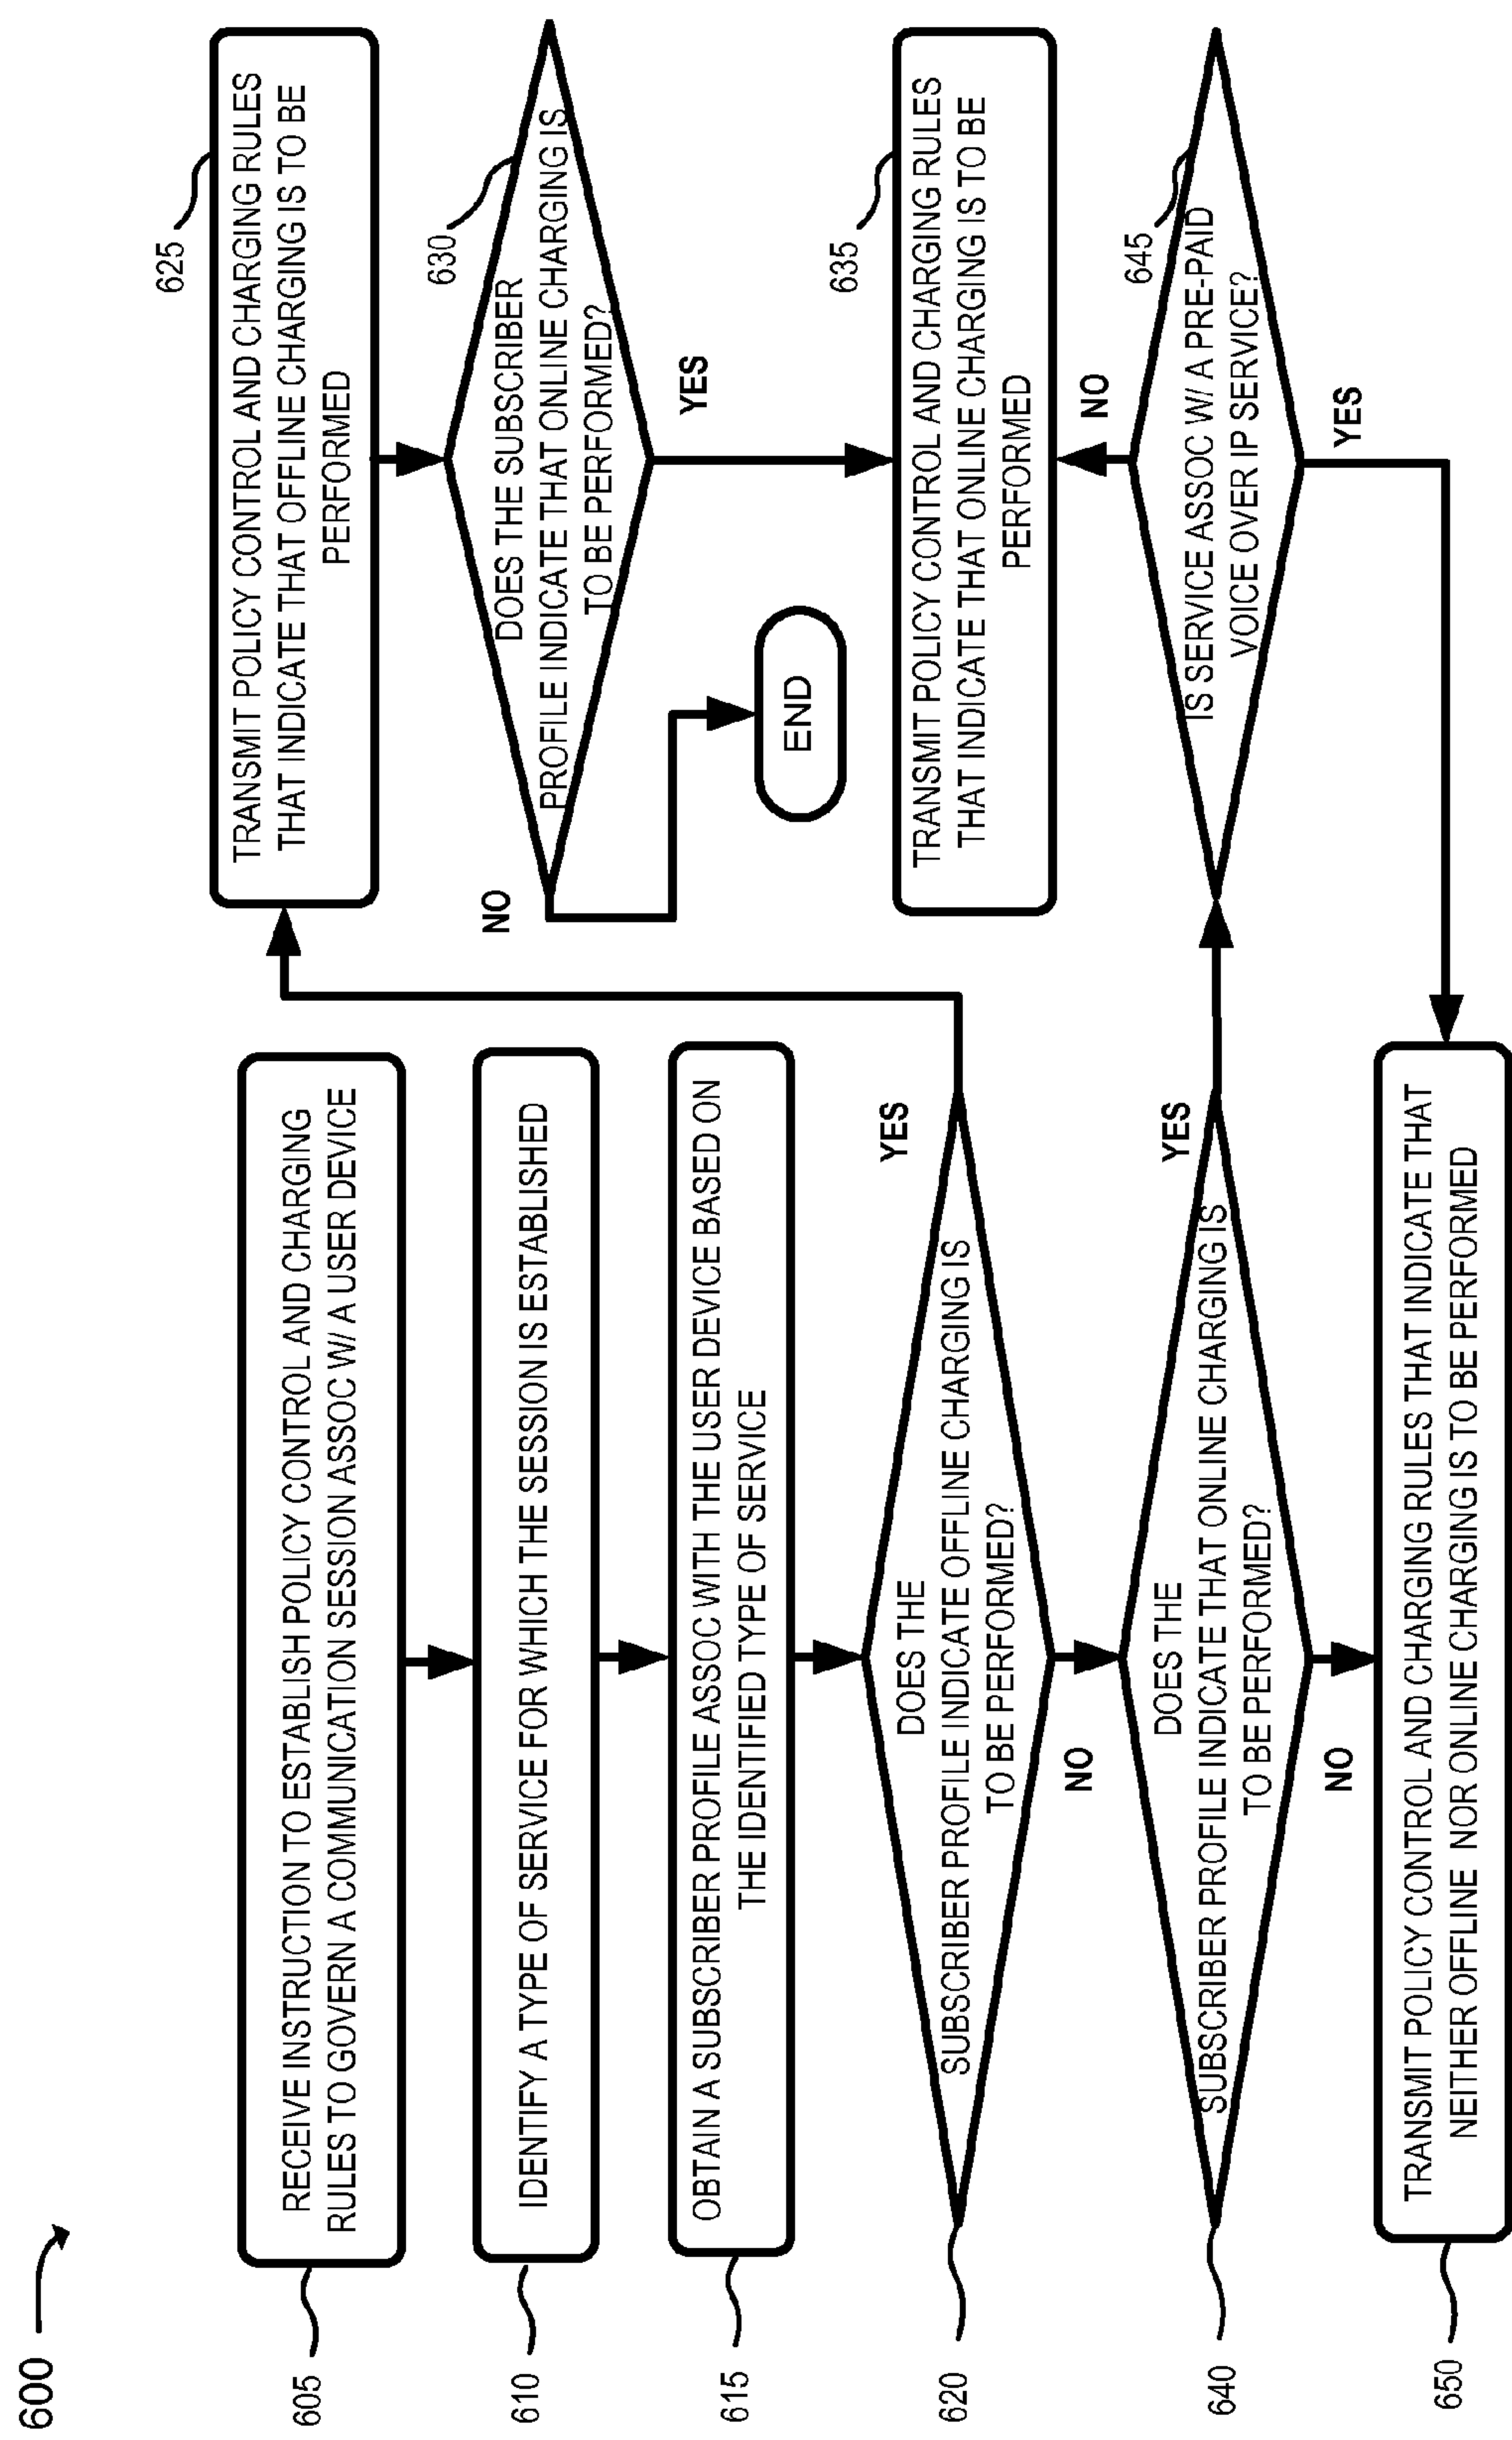 600
605
RECEIVE INSTRUCTION TO ESTABLISH POLICY CONTROL AND CHARGING
RULES TO GOVERN A COMMUNICATION SESSION ASSOC W/ A USER DEVICE
610
IDENTIFY A TYPE OF SERVICE FOR WHICH THE SESSION IS ESTABLISHED
615
OBTAIN A SUBSCRIBER PROFILE ASSOC WITH THE USER DEVICE BASED ON
THE IDENTIFIED TYPE OF SERVICE
620
DOES THE
SUBSCRIBER PROFILE INDICATE OFFLINE CHARGING IS
TO BE PERFORMED?
YES
NO
640
DOES THE
SUBSCRIBER PROFILE INDICATE THAT ONLINE CHARGING IS
TO BE PERFORMED?
YES
NO
650
TRANSMIT POLICY CONTROL AND CHARGING RULES THAT INDICATE THAT
NEITHER OFFLINE NOR ONLINE CHARGING IS TO BE PERFORMED
625
TRANSMIT POLICY CONTROL AND CHARGING RULES
THAT INDICATE THAT OFFLINE CHARGING IS TO BE
PERFORMED
630
DOES THE SUBSCRIBER
PROFILE INDICATE THAT ONLINE CHARGING IS
TO BE PERFORMED?
NO
YES
END
635
TRANSMIT POLICY CONTROL AND CHARGING RULES
THAT INDICATE THAT ONLINE CHARGING IS TO BE
PERFORMED
NO
645
IS SERVICE ASSOC W/ A PRE-PAID
VOICE OVER IP SERVICE?
YES